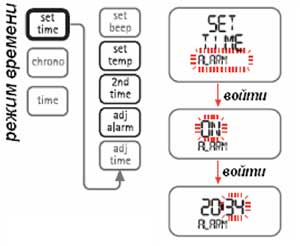 режим времени
set
time
chrono
time
set
beep
set
temp
2nd
time
adj
alarm
adj
time
SET
TIME
ALARM
войти
ON
ALARM
войти
20:34
ALARM